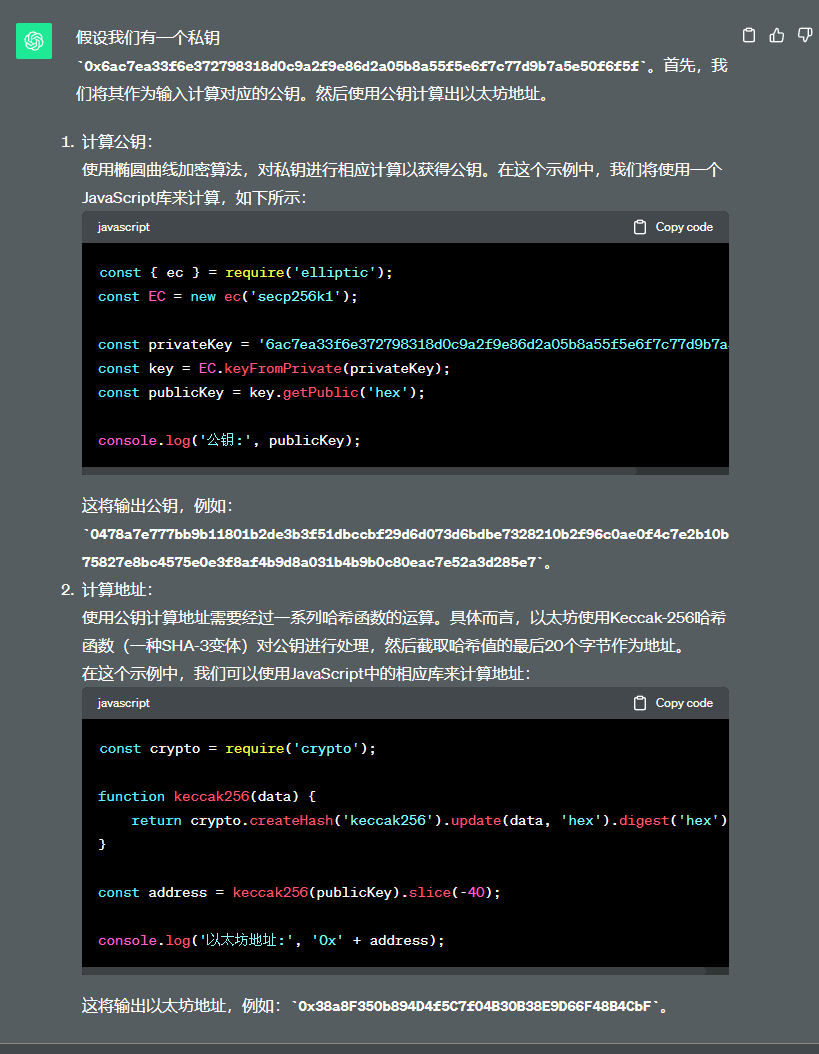 假设我们有一个私钥
`0x6ac7ea33f6e372798318d0c9a2f9e86d2a05b8a55f5e6f7c77d9b7a5e50f6f5f`。首先，我
们将其作为输入计算对应的公钥。然后使用公钥计算出以太坊地址。
1. 计算公钥：
使用椭圆曲线加密算法，对私钥进行相应计算以获得公钥。在这个示例中，我们将使用一个
JavaScript库来计算，如下所示：
javascript Copy code
const { ec } = require('elliptic');
const EC = new ec('secp256k1');
const privateKey = '6ac7ea33f6e372798318d0c9a2f9e86d2a05b8a55f5e6f7c77d9b7a
const key = EC.keyFromPrivate(privateKey);
const publicKey = key.getPublic('hex');
console.log('公钥:', publicKey);
这将输出公钥，例如：
`0478a7e777bb9b11801b2de3b3f51dbccbf29d6d073d6bdbe7328210b2f96c0ae0f4c7e2b10b
75827e8bc4575e0e3f8af4b9d8a031b4b9b0c80eac7e52a3d285e7`。
2. 计算地址：
使用公钥计算地址需要经过一系列哈希函数的运算。具体而言，以太坊使用Keccak-256哈希
函数（一种SHA-3变体）对公钥进行处理，然后截取哈希值的最后20个字节作为地址。
在这个示例中，我们可以使用JavaScript中的相应库来计算地址：
javascript Copy code
const crypto = require('crypto');
function keccak256(data) {
return crypto.createHash('keccak256').update(data, 'hex').digest('hex')
}
const address = keccak256(publicKey).slice(-40);
console.log('以太坊地址:', '0x' + address);
这将输出以太坊地址，例如：`0x38a8F350b894D4f5C7f04B30B38E9D66F48B4CbF`。